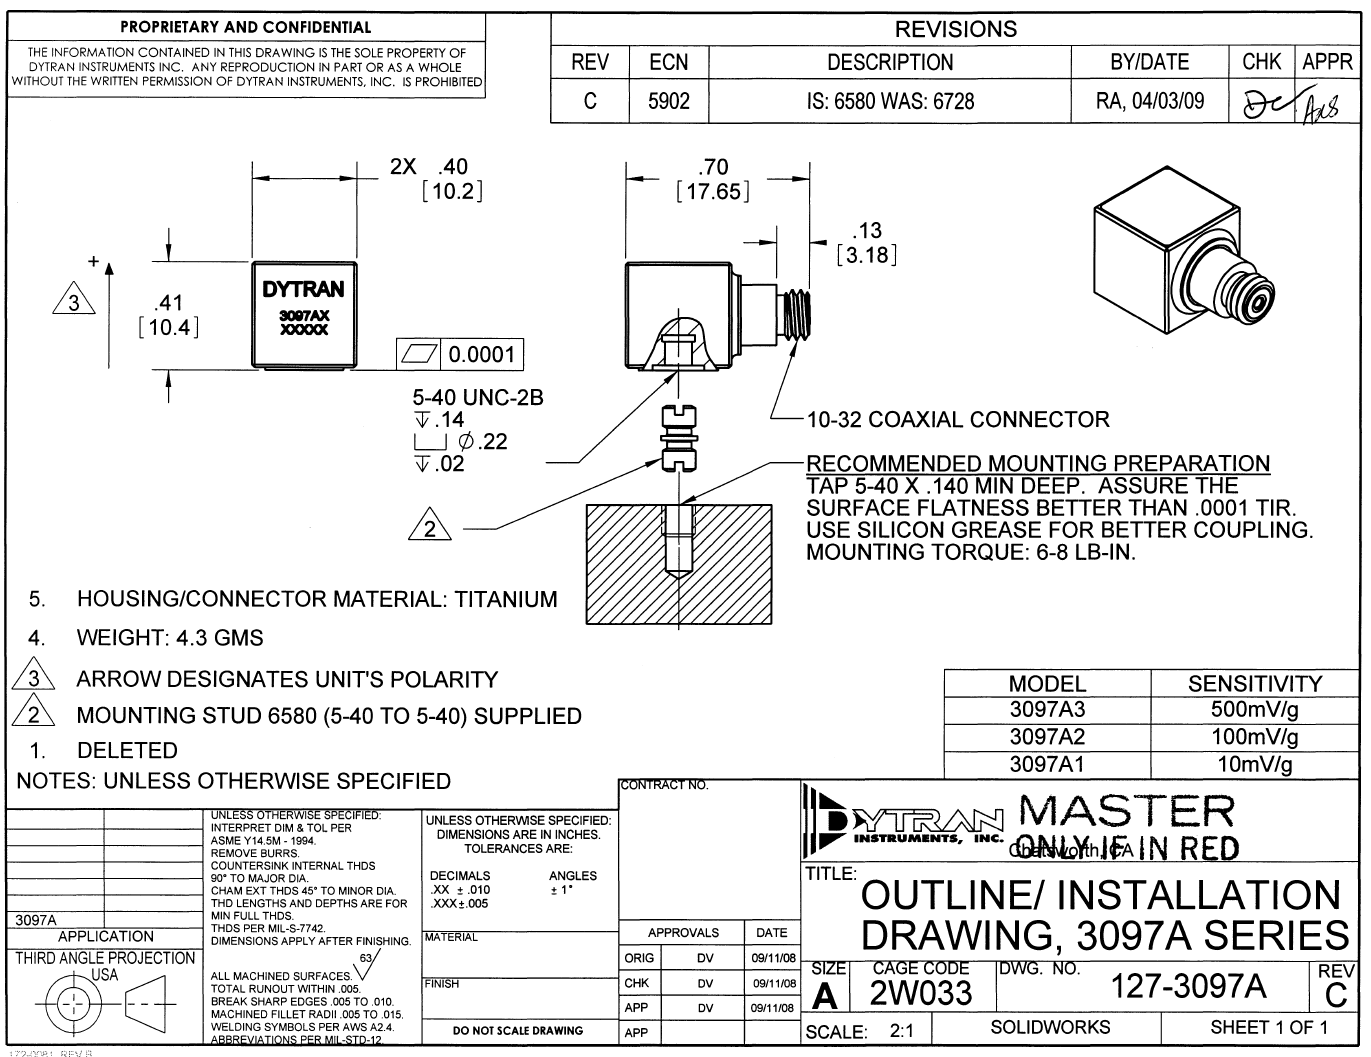 PROPRIETARY AND CONFIDENTIAL
THE INFORMATION CONTAINED IN THIS DRAWING IS THE SOLE PROPERTY OF
DYTRAN INSTRUMENTS INC. ANY REPRODUCTION IN PART OR AS A WHOLE
WITHOUT THE WRITTEN PERMISSION OF DYTRAN INSTRUMENTS, INC. IS PROHIBITED
REVISIONS
REV ECN DESCRIPTION BY/DATE CHK APPR
C 5902 IS: 6580 WAS: 6728 RA, 04/03/09
2X .40
[10.2]
.70
[17.65]
.13
[3.18]
+
3
.41
[10.4]
DYTRAN
3097AX
XXXXX
0.0001
5-40 UNC-2B
↧.14
⌴ ⌀.22
↧.02
2
10-32 COAXIAL CONNECTOR
RECOMMENDED MOUNTING PREPARATION
TAP 5-40 X .140 MIN DEEP. ASSURE THE
SURFACE FLATNESS BETTER THAN .0001 TIR.
USE SILICON GREASE FOR BETTER COUPLING.
MOUNTING TORQUE: 6-8 LB-IN.
5. HOUSING/CONNECTOR MATERIAL: TITANIUM
4. WEIGHT: 4.3 GMS
3 ARROW DESIGNATES UNIT'S POLARITY
2 MOUNTING STUD 6580 (5-40 TO 5-40) SUPPLIED
1. DELETED
NOTES: UNLESS OTHERWISE SPECIFIED
MODEL SENSITIVITY
3097A3 500mV/g
3097A2 100mV/g
3097A1 10mV/g
3097A
APPLICATION
THIRD ANGLE PROJECTION
USA
UNLESS OTHERWISE SPECIFIED:
INTERPRET DIM & TOL PER
ASME Y14.5M - 1994.
REMOVE BURRS.
COUNTERSINK INTERNAL THDS
90° TO MAJOR DIA.
CHAM EXT THDS 45° TO MINOR DIA.
THD LENGTHS AND DEPTHS ARE FOR
MIN FULL THDS.
THDS PER MIL-S-7742.
DIMENSIONS APPLY AFTER FINISHING.
63
ALL MACHINED SURFACES.
TOTAL RUNOUT WITHIN .005.
BREAK SHARP EDGES .005 TO .010.
MACHINED FILLET RADII .005 TO .015.
WELDING SYMBOLS PER AWS A2.4.
ABBREVIATIONS PER MIL-STD-12.
UNLESS OTHERWISE SPECIFIED:
DIMENSIONS ARE IN INCHES.
TOLERANCES ARE:
DECIMALS ANGLES
.XX ± .010 ± 1°
.XXX±.005
MATERIAL
FINISH
DO NOT SCALE DRAWING
CONTRACT NO.
APPROVALS DATE
ORIG DV 09/11/08
CHK DV 09/11/08
APP DV 09/11/08
APP
DYTRAN
INSTRUMENTS, INC.
Chatsworth, CA
MASTER
ONLY IF IN RED
TITLE:
OUTLINE/ INSTALLATION
DRAWING, 3097A SERIES
SIZE CAGE CODE DWG. NO. REV
A 2W033 127-3097A C
SCALE: 2:1 SOLIDWORKS SHEET 1 OF 1